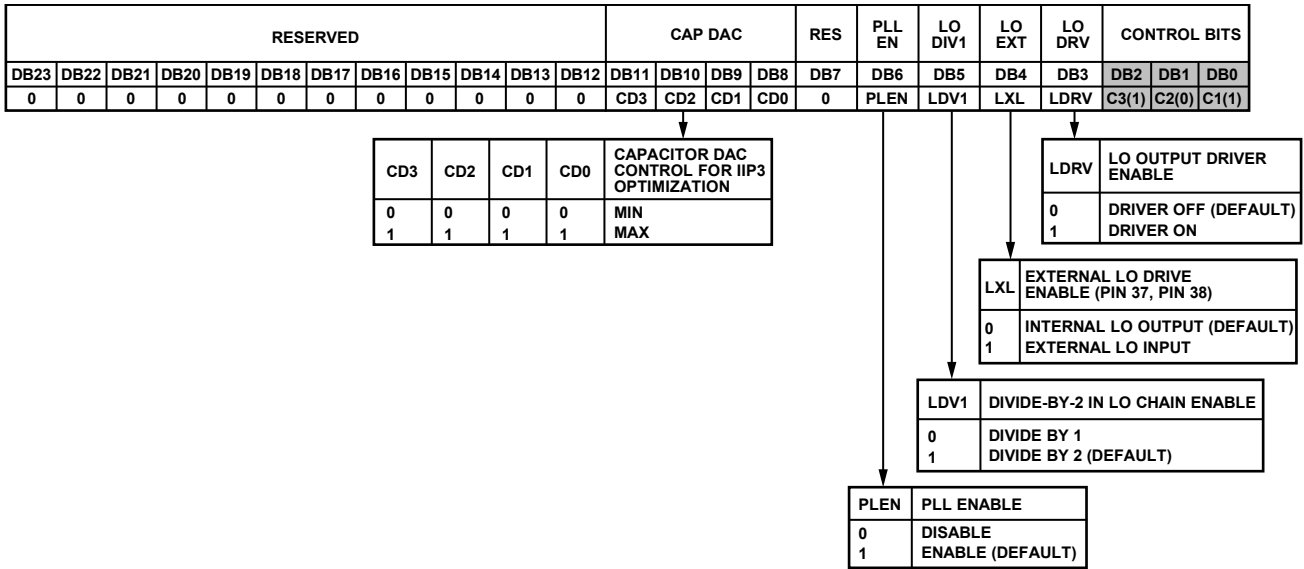 RESERVED CAP DAC RES PLL EN LO DIV1 LO EXT LO DRV CONTROL BITS
DB23 DB22 DB21 DB20 DB19 DB18 DB17 DB16 DB15 DB14 DB13 DB12 DB11 DB10 DB9 DB8 DB7 DB6 DB5 DB4 DB3 DB2 DB1 DB0
0 0 0 0 0 0 0 0 0 0 0 0 CD3 CD2 CD1 CD0 0 PLEN LDV1 LXL LDRV C3(1) C2(0) C1(1)
CD3 CD2 CD1 CD0 CAPACITOR DAC
CONTROL FOR IIP3
OPTIMIZATION
0 0 0 0 MIN
1 1 1 1 MAX
LDRV LO OUTPUT DRIVER
ENABLE
0 DRIVER OFF (DEFAULT)
1 DRIVER ON
LXL EXTERNAL LO DRIVE
ENABLE (PIN 37, PIN 38)
0 INTERNAL LO OUTPUT (DEFAULT)
1 EXTERNAL LO INPUT
LDV1 DIVIDE-BY-2 IN LO CHAIN ENABLE
0 DIVIDE BY 1
1 DIVIDE BY 2 (DEFAULT)
PLEN PLL ENABLE
0 DISABLE
1 ENABLE (DEFAULT)